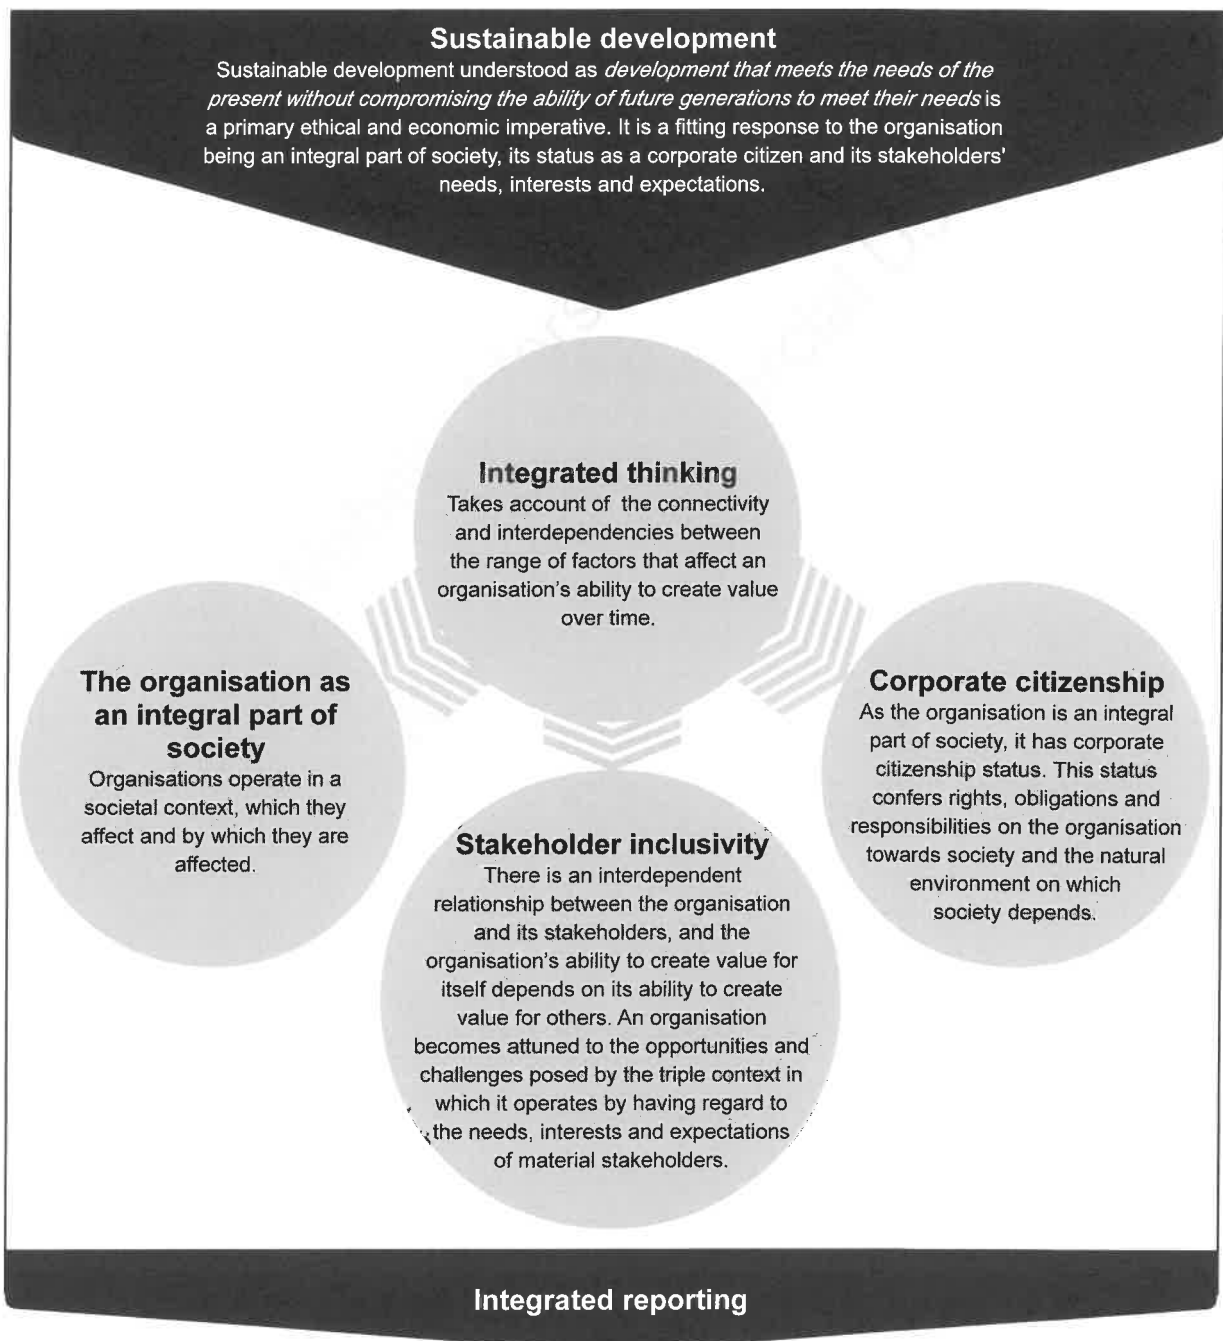 Sustainable development
Sustainable development understood as development that meets the needs of the
present without compromising the ability of future generations to meet their needs is
a primary ethical and economic imperative. It is a fitting response to the organisation
being an integral part of society, its status as a corporate citizen and its stakeholders'
needs, interests and expectations.
Integrated thinking
Takes account of the connectivity
and interdependencies between
the range of factors that affect an
organisation's ability to create value
over time.
The organisation as
an integral part of
society
Organisations operate in a
societal context, which they
affect and by which they are
affected.
Corporate citizenship
As the organisation is an integral
part of society, it has corporate
citizenship status. This status
confers rights, obligations and
responsibilities on the organisation
towards society and the natural
environment on which
society depends.
Stakeholder inclusivity
There is an interdependent
relationship between the organisation
and its stakeholders, and the
organisation's ability to create value for
itself depends on its ability to create
value for others. An organisation
becomes attuned to the opportunities and
challenges posed by the triple context in
which it operates by having regard to
the needs, interests and expectations
of material stakeholders.
Integrated reporting